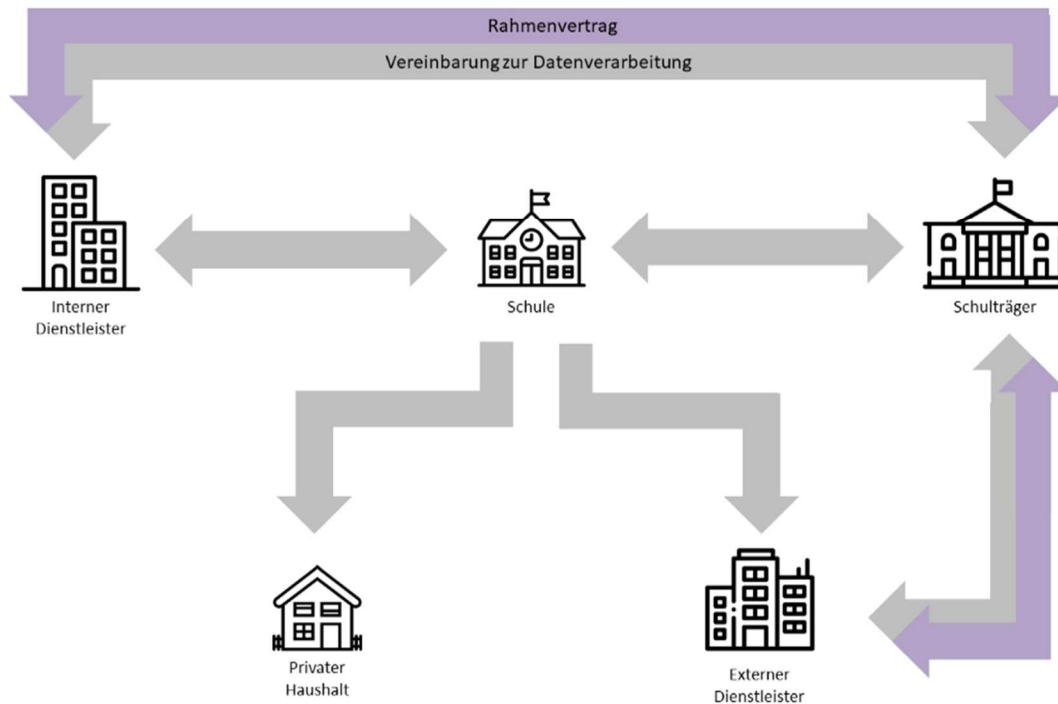 Rahmenvertrag
Vereinbarung zur Datenverarbeitung
Interner
Dienstleister
Schule
Schulträger
Privater
Haushalt
Externer
Dienstleister